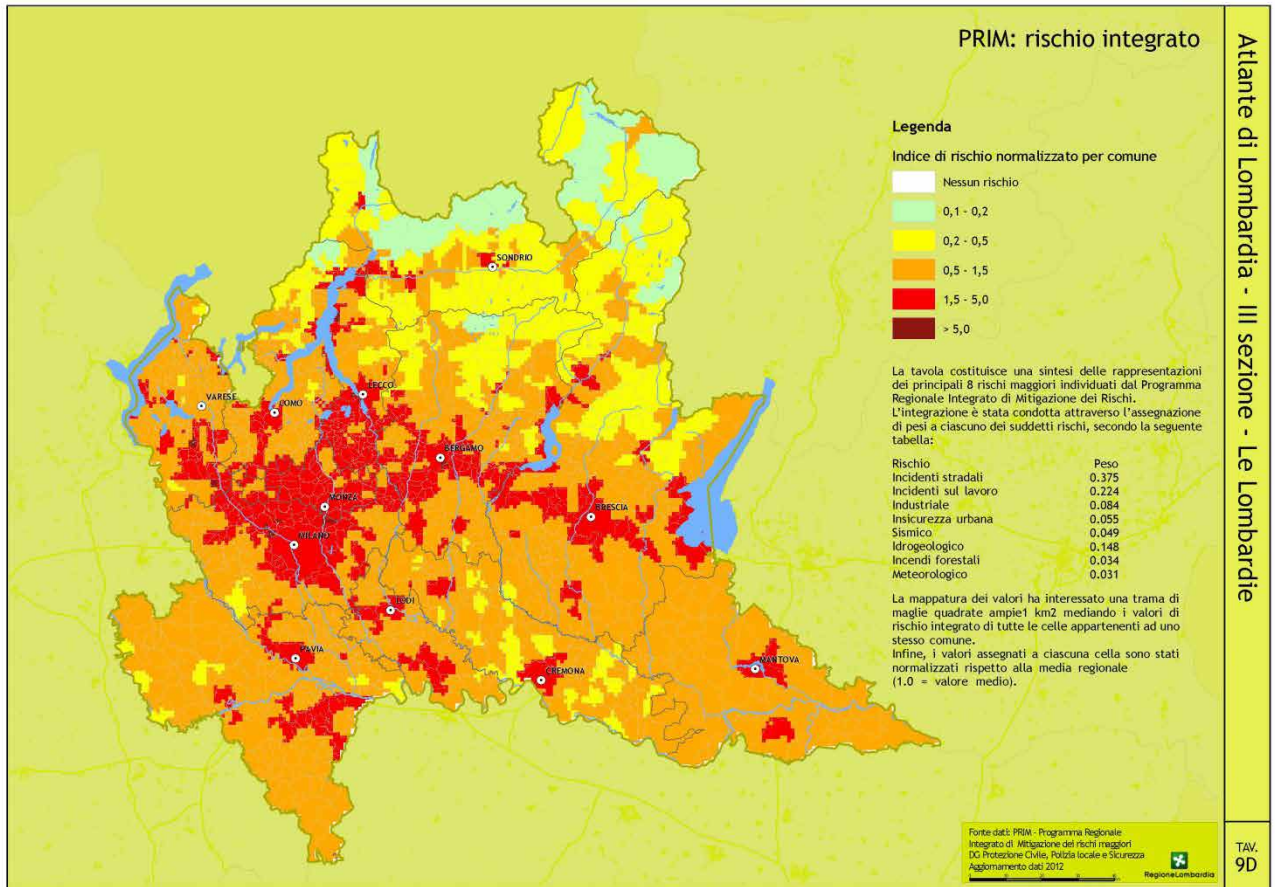 PRIM: rischio integrato
Legenda
Indice di rischio normalizzato per comune
Nessun rischio
0,1 - 0,2
0,2 - 0,5
0,5 - 1,5
1,5 - 5,0
> 5,0
La tavola costituisce una sintesi delle rappresentazioni
dei principali 8 rischi maggiori individuati dal Programma
Regionale Integrato di Mitigazione dei Rischi.
L'integrazione è stata condotta attraverso l'assegnazione
di pesi a ciascuno dei suddetti rischi, secondo la seguente
tabella:
Rischio Peso
Incidenti stradali 0.375
Incidenti sul lavoro 0.224
Industriale 0.084
Insicurezza urbana 0.055
Sismico 0.049
Idrogeologico 0.148
Incendi forestali 0.034
Meteorologico 0.031
La mappatura dei valori ha interessato una trama di
maglie quadrate ampie1 km2 mediando i valori di
rischio integrato di tutte le celle appartenenti ad uno
stesso comune.
Infine, i valori assegnati a ciascuna cella sono stati
normalizzati rispetto alla media regionale
(1.0 = valore medio).
SONDRIO
LECCO
VARESE
COMO
BERGAMO
MONZA
BRESCIA
MILANO
LODI
PAVIA
CREMONA
MANTOVA
Fonte dati: PRIM - Programma Regionale
Integrato di Mitigazione dei rischi maggiori
DG Protezione Civile, Polizia locale e Sicurezza
Aggiornamento dati 2012
RegioneLombardia
Atlante di Lombardia - III sezione - Le Lombardie
TAV.
9D